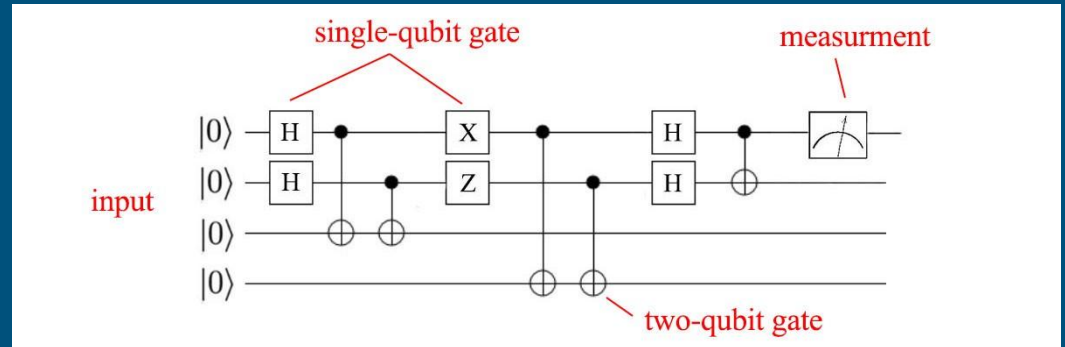 single-qubit gate
measurment
|0⟩ H X H
|0⟩ H Z H
input
|0⟩
|0⟩
two-qubit gate